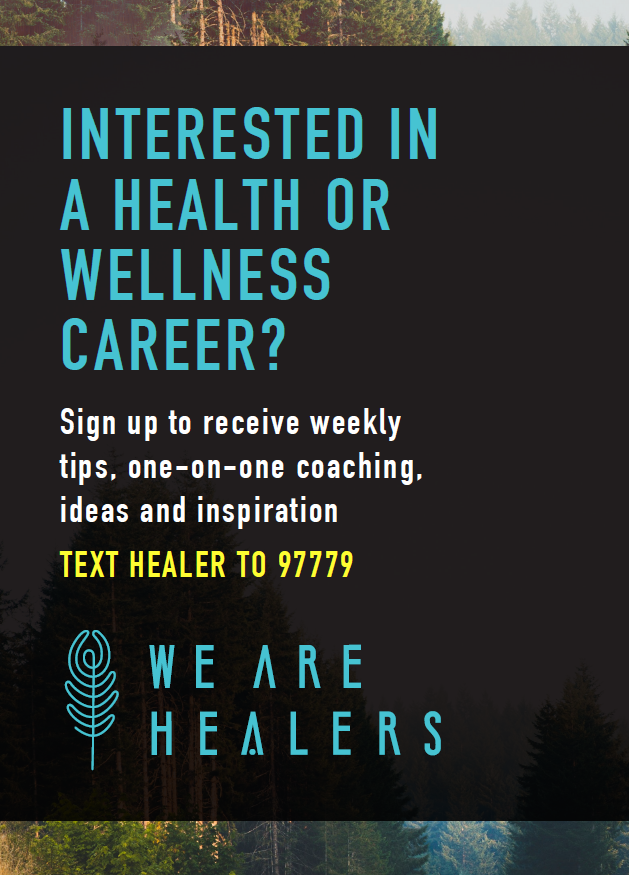 INTERESTED IN
A HEALTH OR
WELLNESS
CAREER?
Sign up to receive weekly
tips, one-on-one coaching,
ideas and inspiration
TEXT HEALER TO 97779
WE ARE
HEALERS